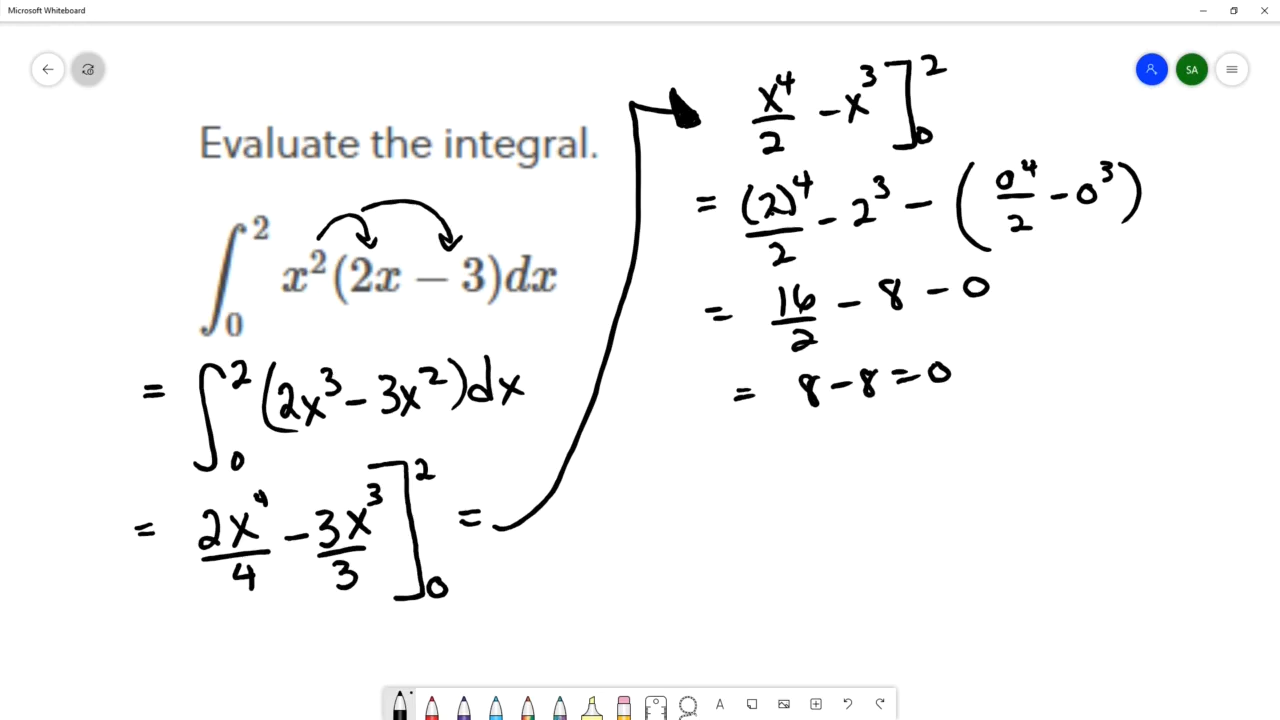 Microsoft Whiteboard
SA
Evaluate the integral.
∫₀² x²(2x − 3)dx
= ∫₀² (2x³ − 3x²)dx
= 2x⁴/4 − 3x³/3 ]₀² =
x⁴/2 − x³ ]₀²
= (2)⁴/2 − 2³ − (0⁴/2 − 0³)
= 16/2 − 8 − 0
= 8 − 8 = 0
A